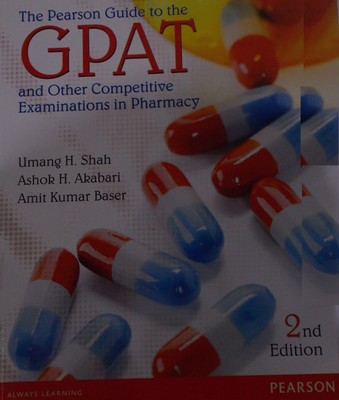 The Pearson Guide to the
GPAT
and Other Competitive
Examinations in Pharmacy
Umang H. Shah
Ashok H. Akabari
Amit Kumar Baser
2nd
Edition
ALWAYS LEARNING
PEARSON